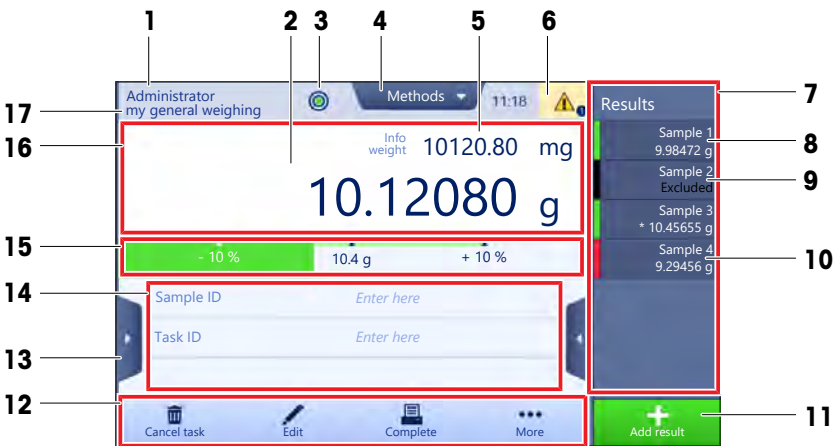 1 2 3 4 5 6
Administrator
my general weighing
Methods
11:18
Results
7
17
16
Info
weight
10120.80 mg
10.12080 g
Sample 1
9.98472 g
8
Sample 2
Excluded
9
Sample 3
* 10.45655 g
Sample 4
9.29456 g
10
15
- 10 %
10.4 g
+ 10 %
14
Sample ID
Enter here
Task ID
Enter here
13
12
Cancel task
Edit
Complete
More
Add result
11